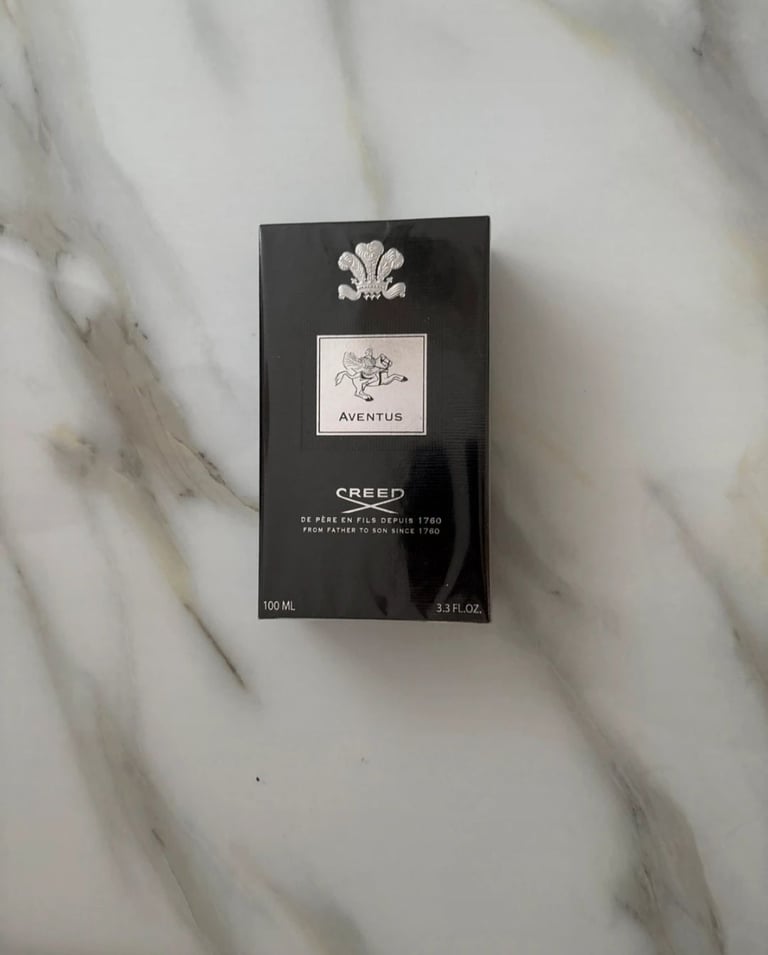 AVENTUS
CREED
DE PÈRE EN FILS DEPUIS 1760
FROM FATHER TO SON SINCE 1760
100 ML
3.3 FL.OZ.